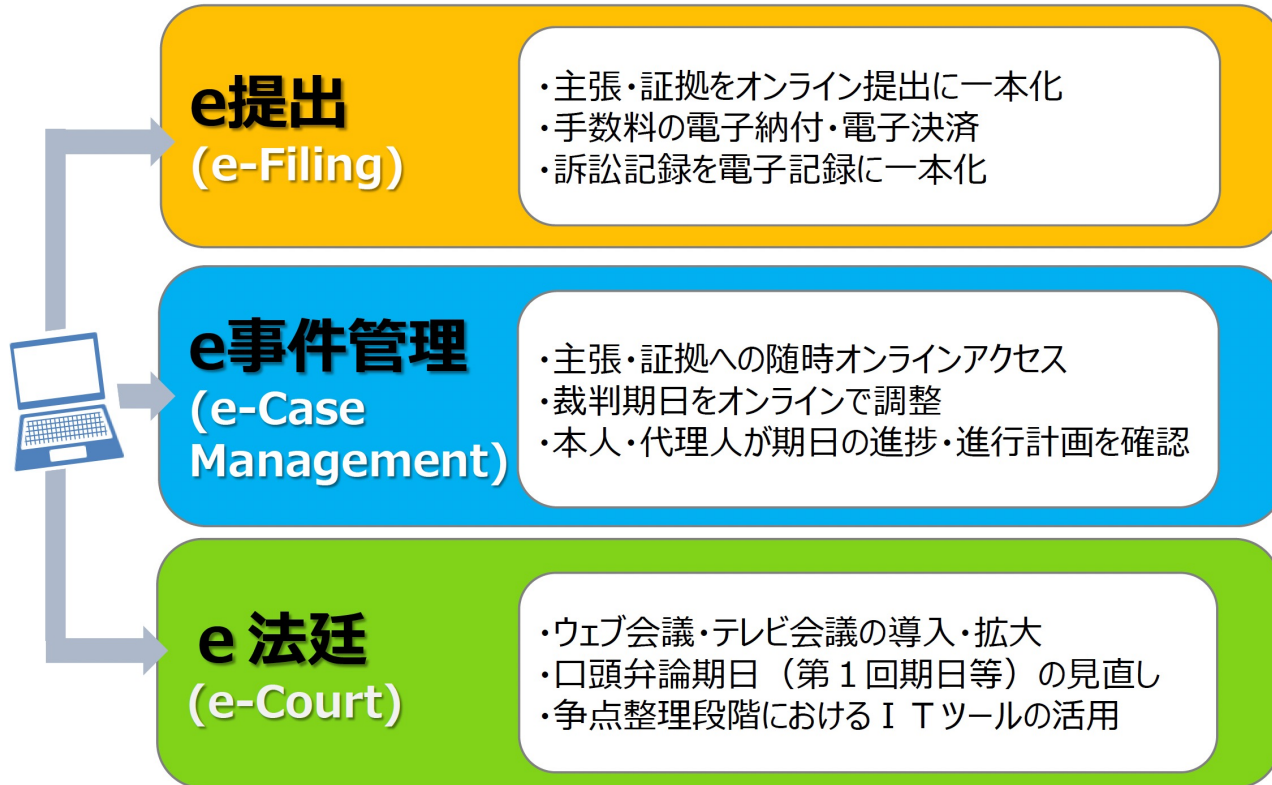 e提出
(e-Filing)
・主張・証拠をオンライン提出に一本化
・手数料の電子納付・電子決済
・訴訟記録を電子記録に一本化
e事件管理
(e-Case
Management)
・主張・証拠への随時オンラインアクセス
・裁判期日をオンラインで調整
・本人・代理人が期日の進捗・進行計画を確認
e 法廷
(e-Court)
・ウェブ会議・テレビ会議の導入・拡大
・口頭弁論期日（第１回期日等）の見直し
・争点整理段階におけるＩＴツールの活用